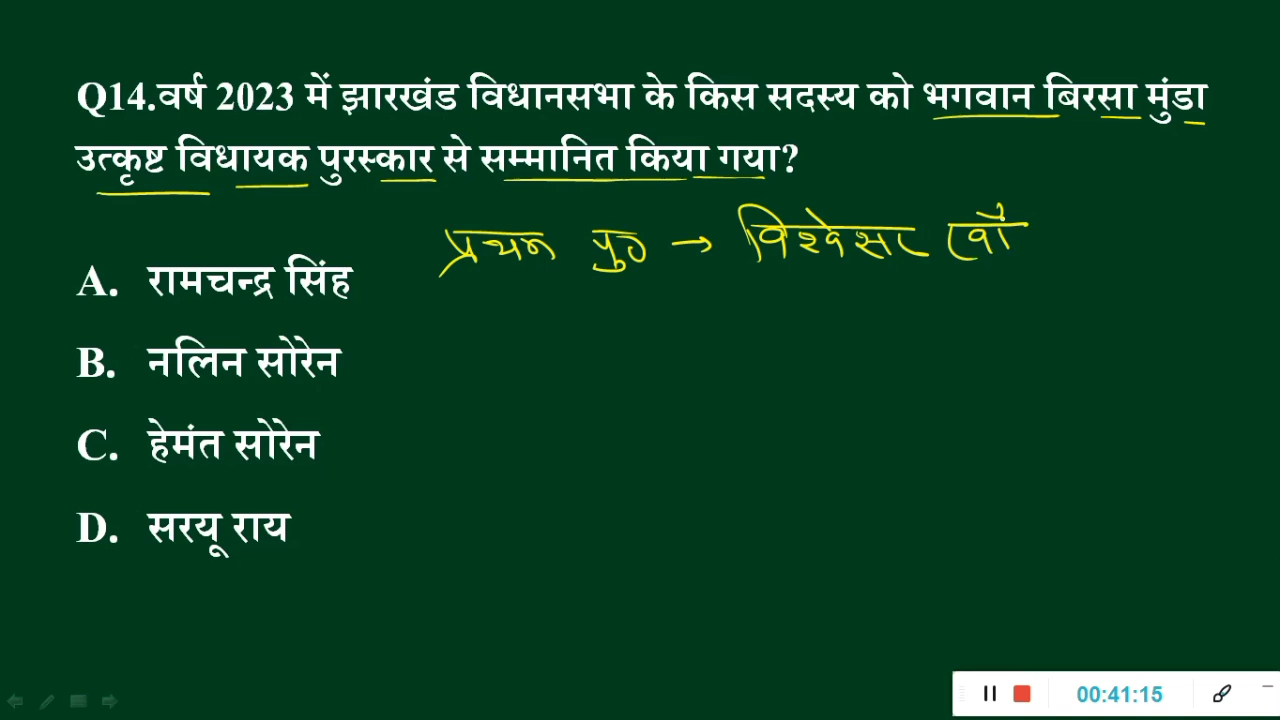 Q14.वर्ष 2023 में झारखंड विधानसभा के किस सदस्य को भगवान बिरसा मुंडा
उत्कृष्ट विधायक पुरस्कार से सम्मानित किया गया?
प्रथम पु० → विश्वेसर खाँ
A. रामचन्द्र सिंह
B. नलिन सोरेन
C. हेमंत सोरेन
D. सरयू राय
00:41:15